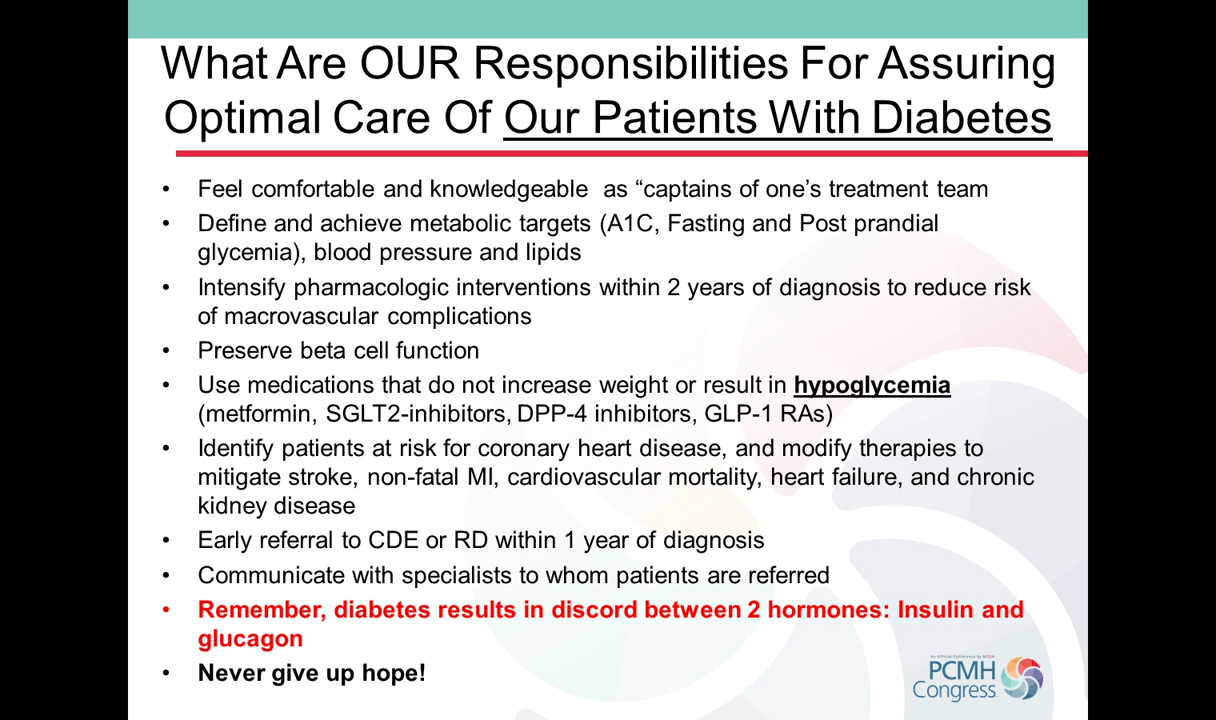 What Are OUR Responsibilities For Assuring
Optimal Care Of Our Patients With Diabetes
• Feel comfortable and knowledgeable  as “captains of one’s treatment team
• Define and achieve metabolic targets (A1C, Fasting and Post prandial
glycemia), blood pressure and lipids
• Intensify pharmacologic interventions within 2 years of diagnosis to reduce risk
of macrovascular complications
• Preserve beta cell function
• Use medications that do not increase weight or result in hypoglycemia
(metformin, SGLT2-inhibitors, DPP-4 inhibitors, GLP-1 RAs)
• Identify patients at risk for coronary heart disease, and modify therapies to
mitigate stroke, non-fatal MI, cardiovascular mortality, heart failure, and chronic
kidney disease
• Early referral to CDE or RD within 1 year of diagnosis
• Communicate with specialists to whom patients are referred
• Remember, diabetes results in discord between 2 hormones: Insulin and
glucagon
• Never give up hope!
An Official Conference by NCQA
PCMH
Congress